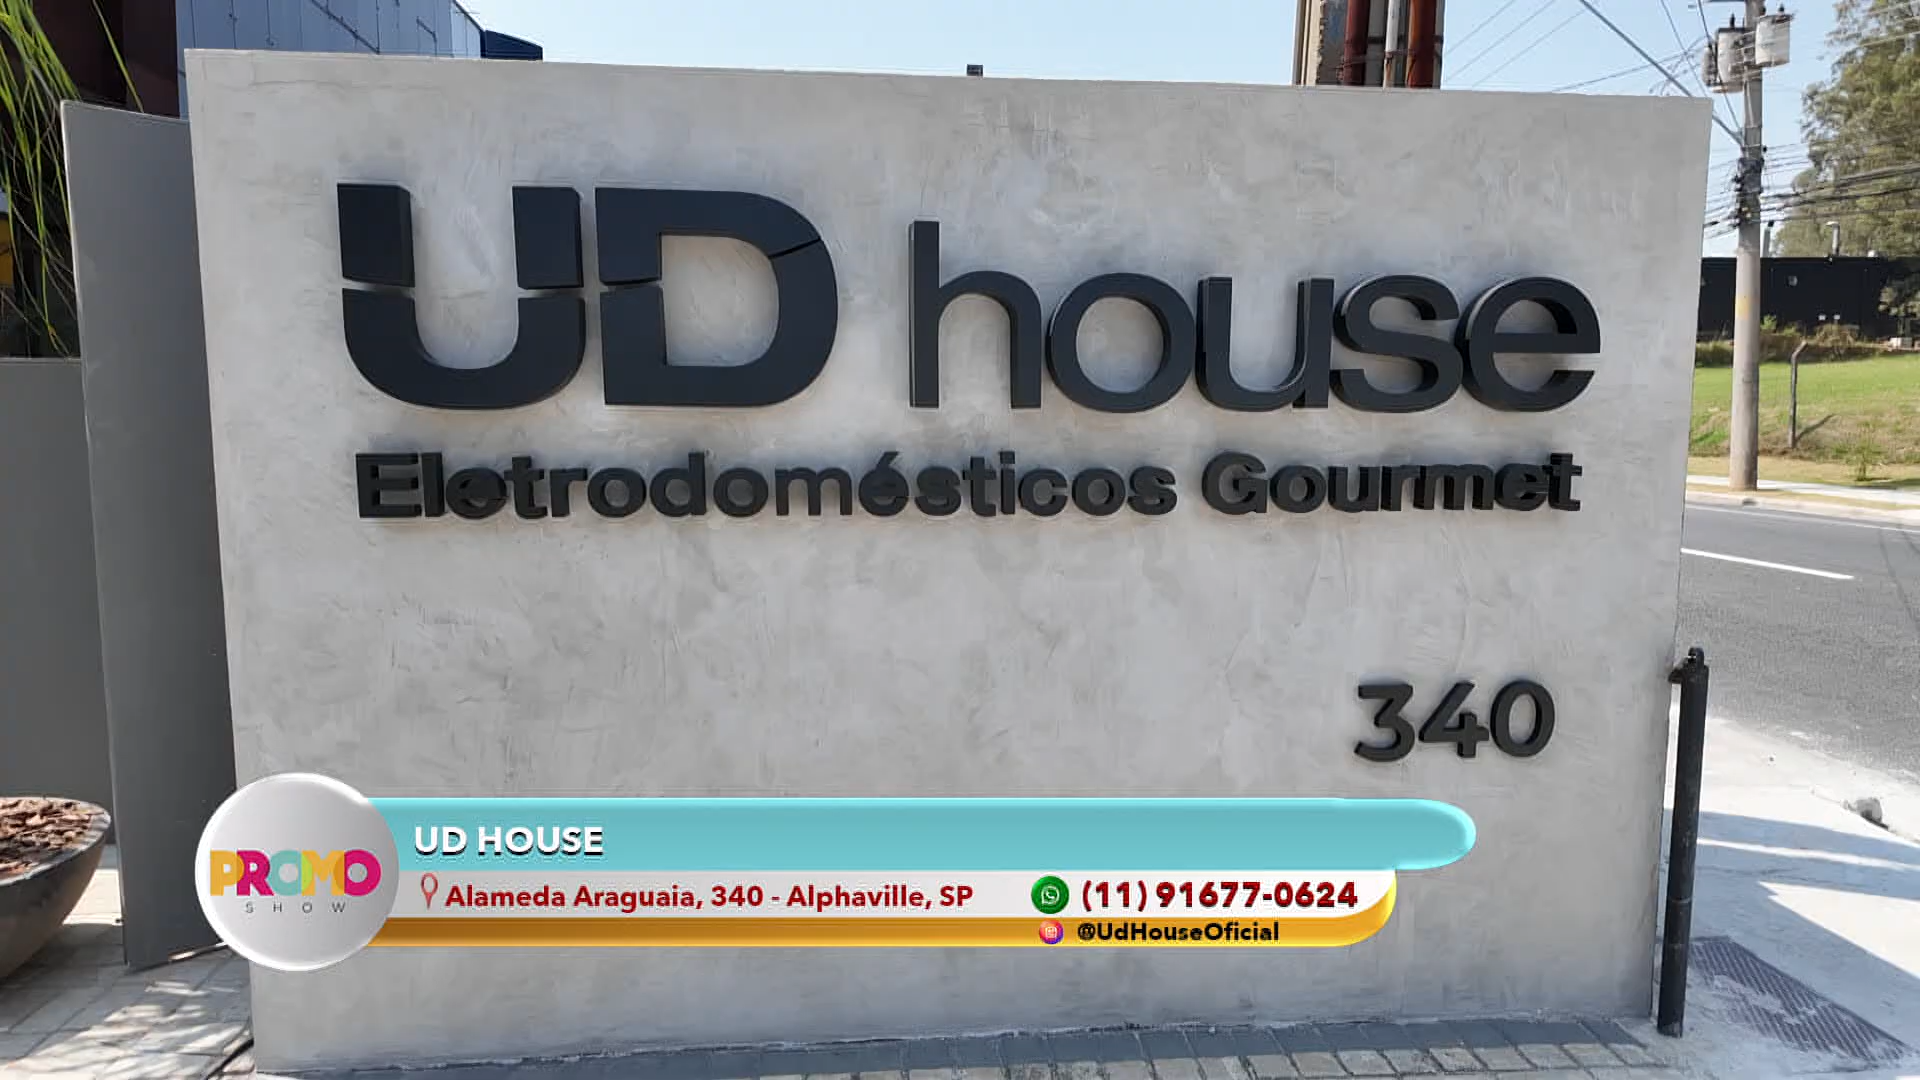 UD house
Eletrodomésticos Gourmet
340
PROMO
SHOW
UD HOUSE
Alameda Araguaia, 340 - Alphaville, SP
(11) 91677-0624
@UdHouseOficial